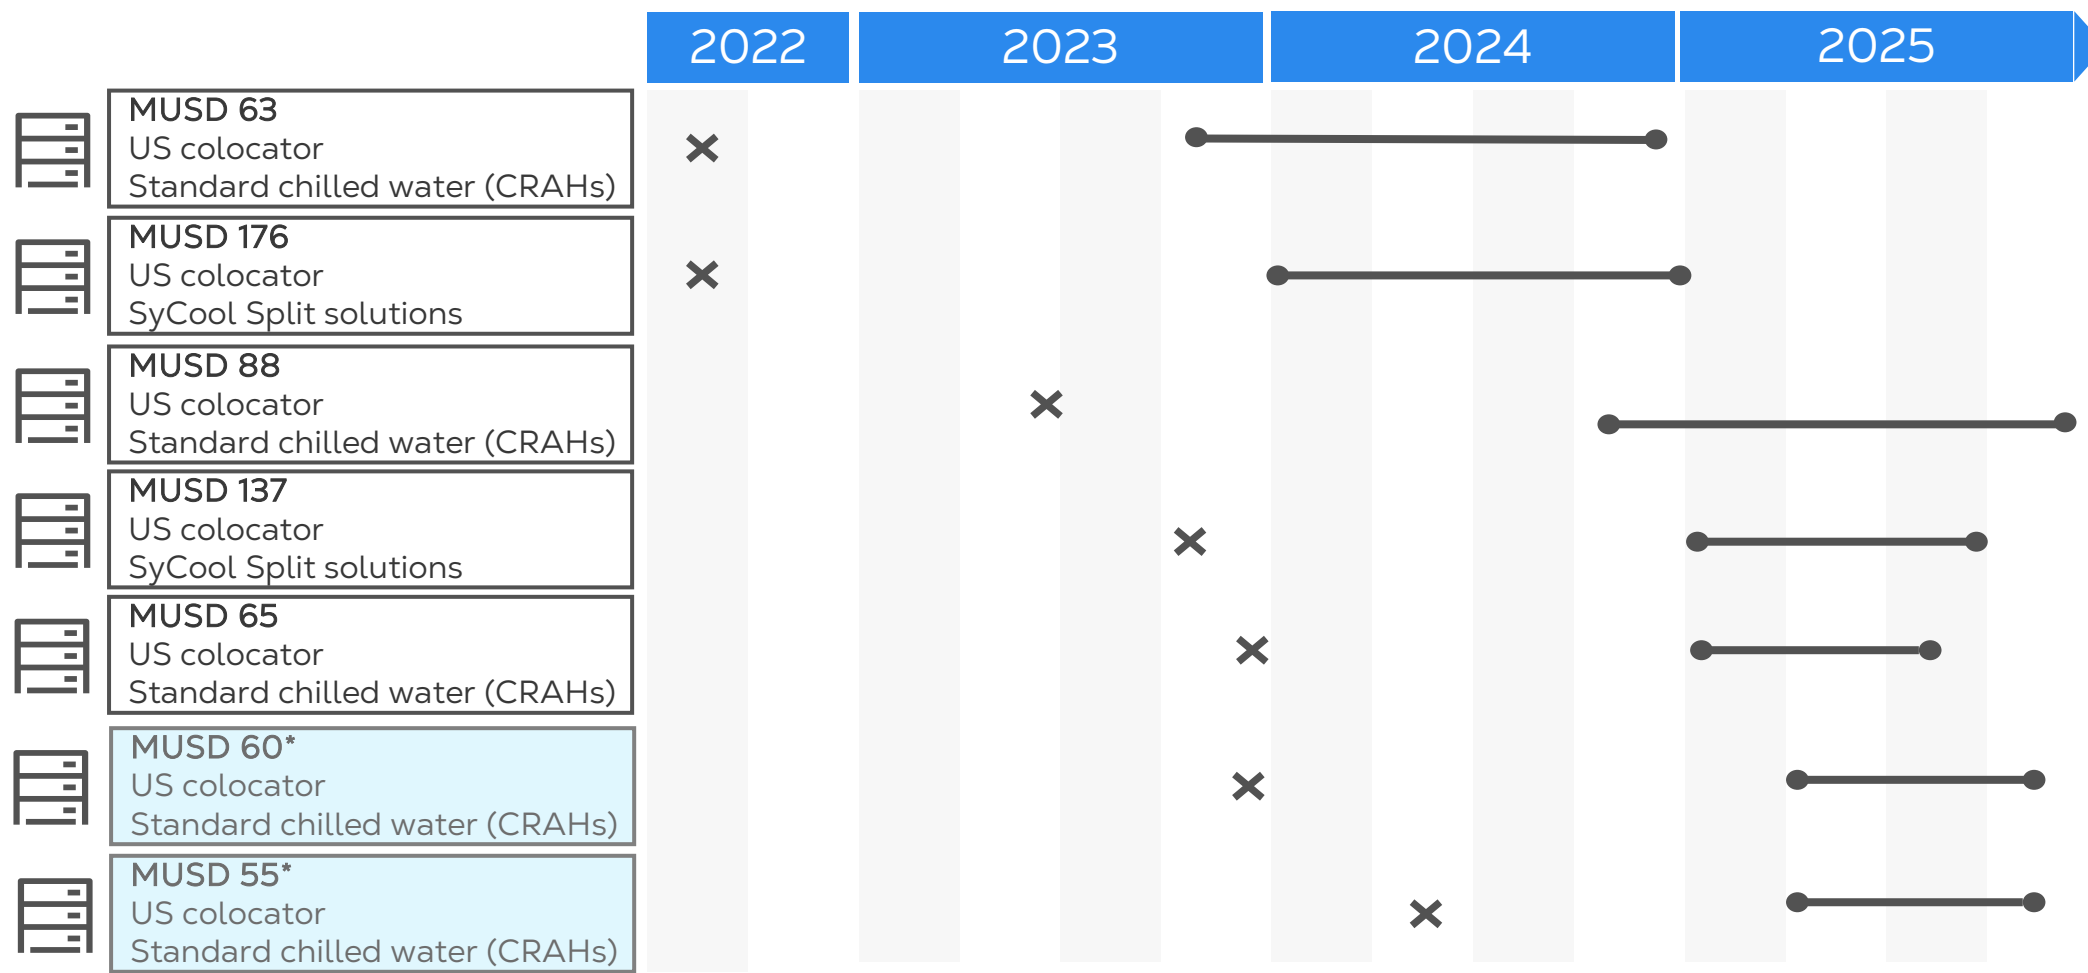 2022
2023
2024
2025
MUSD 63
US colocator
Standard chilled water (CRAHs)
MUSD 176
US colocator
SyCool Split solutions
MUSD 88
US colocator
Standard chilled water (CRAHs)
MUSD 137
US colocator
SyCool Split solutions
MUSD 65
US colocator
Standard chilled water (CRAHs)
MUSD 60*
US colocator
Standard chilled water (CRAHs)
MUSD 55*
US colocator
Standard chilled water (CRAHs)